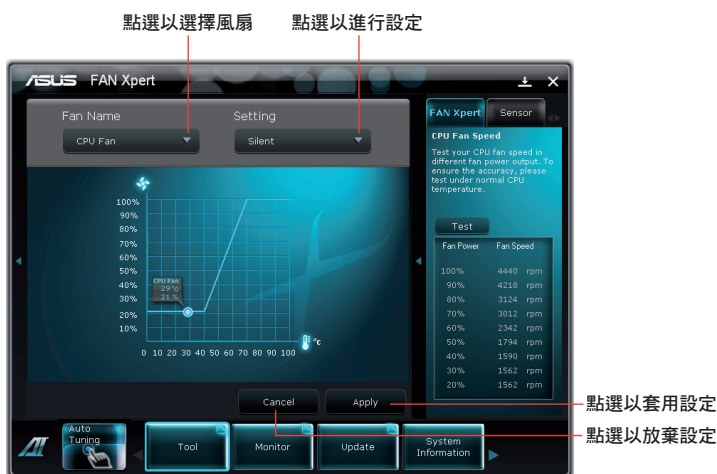 點選以選擇風扇
點選以進行設定
ASUS FAN Xpert
Fan Name
Setting
CPU Fan
Silent
100%
90%
80%
70%
60%
50%
40%
30%
20%
10%
CPU Fan
29°c
21 %
°c
0 10 20 30 40 50 60 70 80 90 100
Cancel
Apply
FAN Xpert
Sensor
CPU Fan Speed
Test your CPU fan speed in
different fan power output. To
ensure the accuracy, please
test under normal CPU
temperature.
Test
Fan Power Fan Speed
100% 4440 rpm
90% 4218 rpm
80% 3124 rpm
70% 3012 rpm
60% 2342 rpm
50% 1794 rpm
40% 1590 rpm
30% 1562 rpm
20% 1562 rpm
點選以套用設定
點選以放棄設定
Auto
Tuning
Tool
Monitor
Update
System
Information